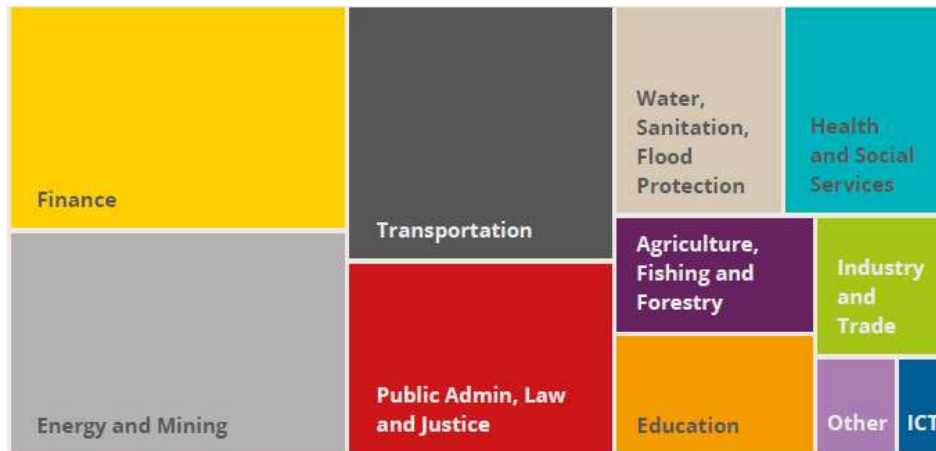 Finance
Energy and Mining
Transportation
Public Admin, Law
and Justice
Water,
Sanitation,
Flood
Protection
Health
and Social
Services
Agriculture,
Fishing and
Forestry
Industry
and
Trade
Education
Other
ICT